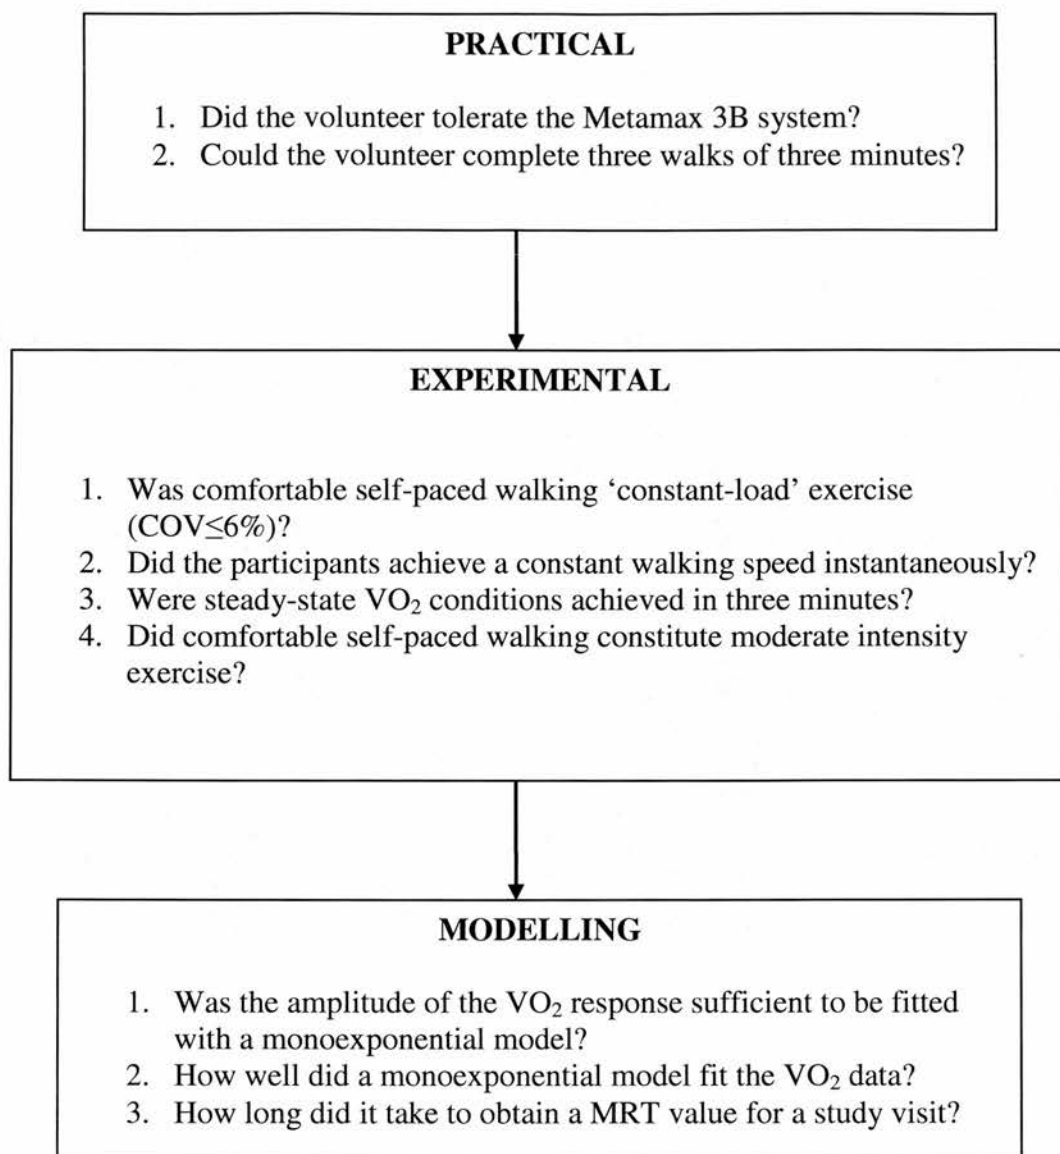 PRACTICAL
1. Did the volunteer tolerate the Metamax 3B system?
2. Could the volunteer complete three walks of three minutes?
EXPERIMENTAL
1. Was comfortable self-paced walking ‘constant-load’ exercise
(COV≤6%)?
2. Did the participants achieve a constant walking speed instantaneously?
3. Were steady-state VO₂ conditions achieved in three minutes?
4. Did comfortable self-paced walking constitute moderate intensity
exercise?
MODELLING
1. Was the amplitude of the VO₂ response sufficient to be fitted
with a monoexponential model?
2. How well did a monoexponential model fit the VO₂ data?
3. How long did it take to obtain a MRT value for a study visit?